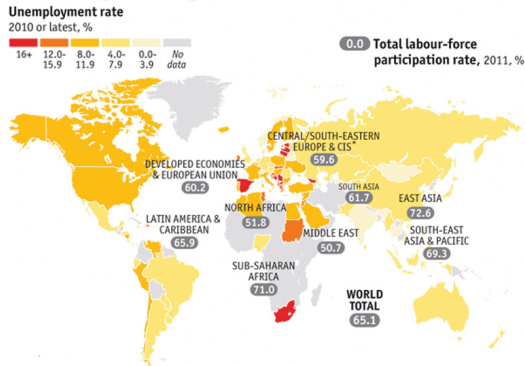 Unemployment rate
2010 or latest, %
16+
12.0-
15.9
8.0-
11.9
4.0-
7.9
0.0-
3.9
No
data
0.0 Total labour-force
participation rate, 2011, %
CENTRAL/SOUTH-EASTERN
EUROPE & CIS*
59.6
DEVELOPED ECONOMIES
& EUROPEAN UNION
60.2
SOUTH ASIA
61.7
EAST ASIA
72.6
NORTH AFRICA
51.8
MIDDLE EAST
50.7
LATIN AMERICA &
CARIBBEAN
65.9
SOUTH-EAST
ASIA & PACIFIC
69.3
SUB-SAHARAN
AFRICA
71.0
WORLD
TOTAL
65.1